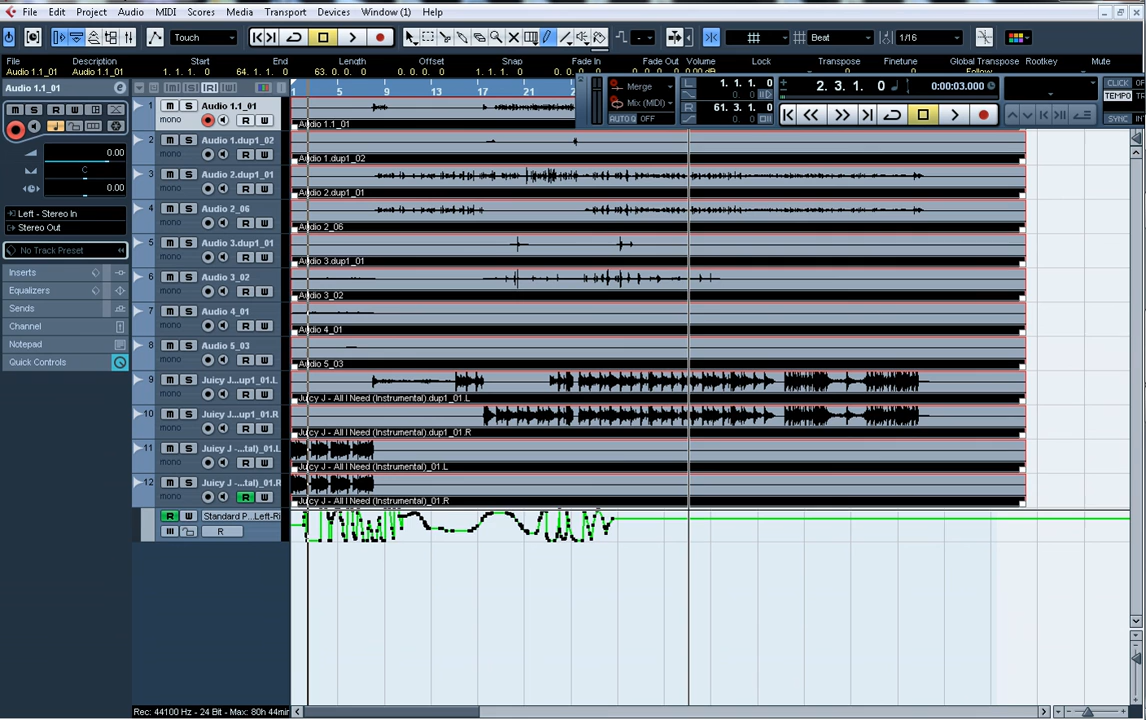 File Edit Project Audio MIDI Scores Media Transport Devices Window (1) Help
Touch Beat 1/16
File Description Start End Length Offset Snap Fade In Fade Out Volume Lock Transpose Finetune Global Transpose Rootkey Mute
Audio 1.1_01 Audio 1.1_01 1. 1. 1. 0 64. 1. 1. 0 63. 0. 0. 0 0. 0. 0. 0 1. 1. 1. 0 0. 0. 0. 0
Audio 1.1_01
1 5 9 13 17 21
Merge
Mix (MIDI)
AUTO Q OFF
L 1. 1. 1. 0
R 61. 3. 1. 0
2. 3. 1. 0 0:00:03.000
CLICK
TEMPO
SYNC
0.00
C
0.00
Left - Stereo In
Stereo Out
No Track Preset
Inserts
Equalizers
Sends
Channel
Notepad
Quick Controls
1 m S Audio 1.1_01
mono R W
Audio 1.1_01
2 m S Audio 1.dup1_02
mono R W
Audio 1.dup1_02
3 m S Audio 2.dup1_01
mono R W
Audio 2.dup1_01
4 m S Audio 2_06
mono R W
Audio 2_06
5 m S Audio 3.dup1_01
mono R W
Audio 3.dup1_01
6 m S Audio 3_02
mono R W
Audio 3_02
7 m S Audio 4_01
mono R W
Audio 4_01
8 m S Audio 5_03
mono R W
Audio 5_03
9 m S Juicy J...up1_01.L
mono R W
Juicy J - All I Need (Instrumental).dup1_01.L
10 m S Juicy J...up1_01.R
mono R W
Juicy J - All I Need (Instrumental).dup1_01.R
11 m S Juicy J -...tal)_01.L
mono R W
Juicy J - All I Need (Instrumental)_01.L
12 m S Juicy J -...tal)_01.R
mono R W
Juicy J - All I Need (Instrumental)_01.R
R W Standard P...Left-Ri
R
Rec: 44100 Hz - 24 Bit - Max: 80h 44min